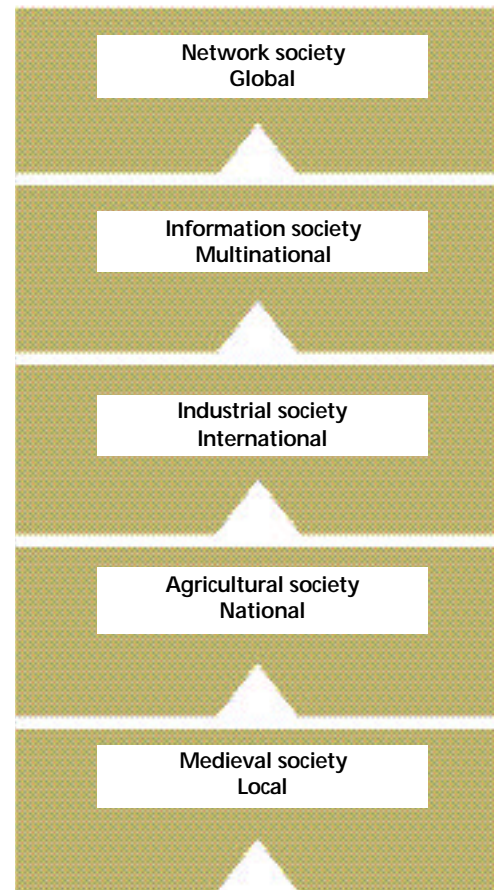 Network society
Global
Information society
Multinational
Industrial society
International
Agricultural society
National
Medieval society
Local